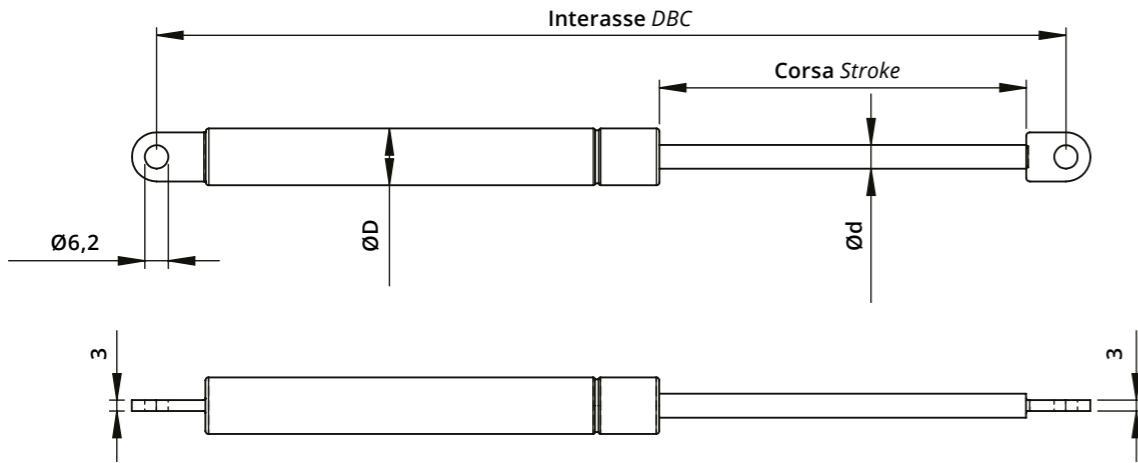 Interasse DBC
Corsa Stroke
Ø6,2
ØD
Ød
3
3